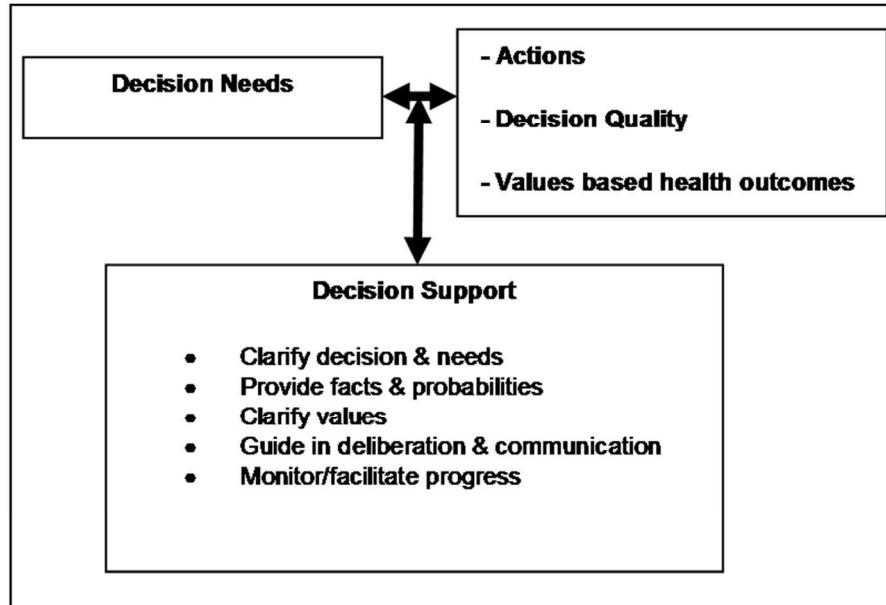 Decision Needs
- Actions
- Decision Quality
- Values based health outcomes
Decision Support
• Clarify decision & needs
• Provide facts & probabilities
• Clarify values
• Guide in deliberation & communication
• Monitor/facilitate progress